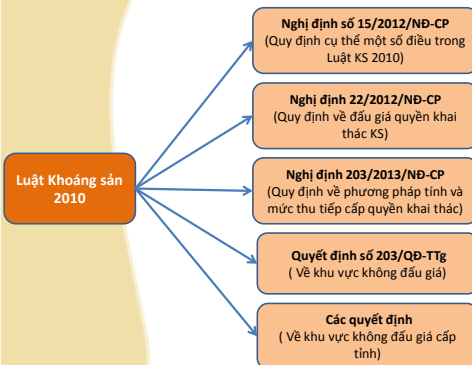 Luật Khoáng sản
2010
Nghị định số 15/2012/NĐ-CP
(Quy định cụ thể một số điều trong
Luật KS 2010)
Nghị định 22/2012/NĐ-CP
(Quy định về đấu giá quyền khai
thác KS)
Nghị định 203/2013/NĐ-CP
(Quy định về phương pháp tính và
mức thu tiếp cấp quyền khai thác)
Quyết định số 203/QĐ-TTg
( Về khu vực không đấu giá)
Các quyết định
( Về khu vực không đấu giá cấp
tỉnh)